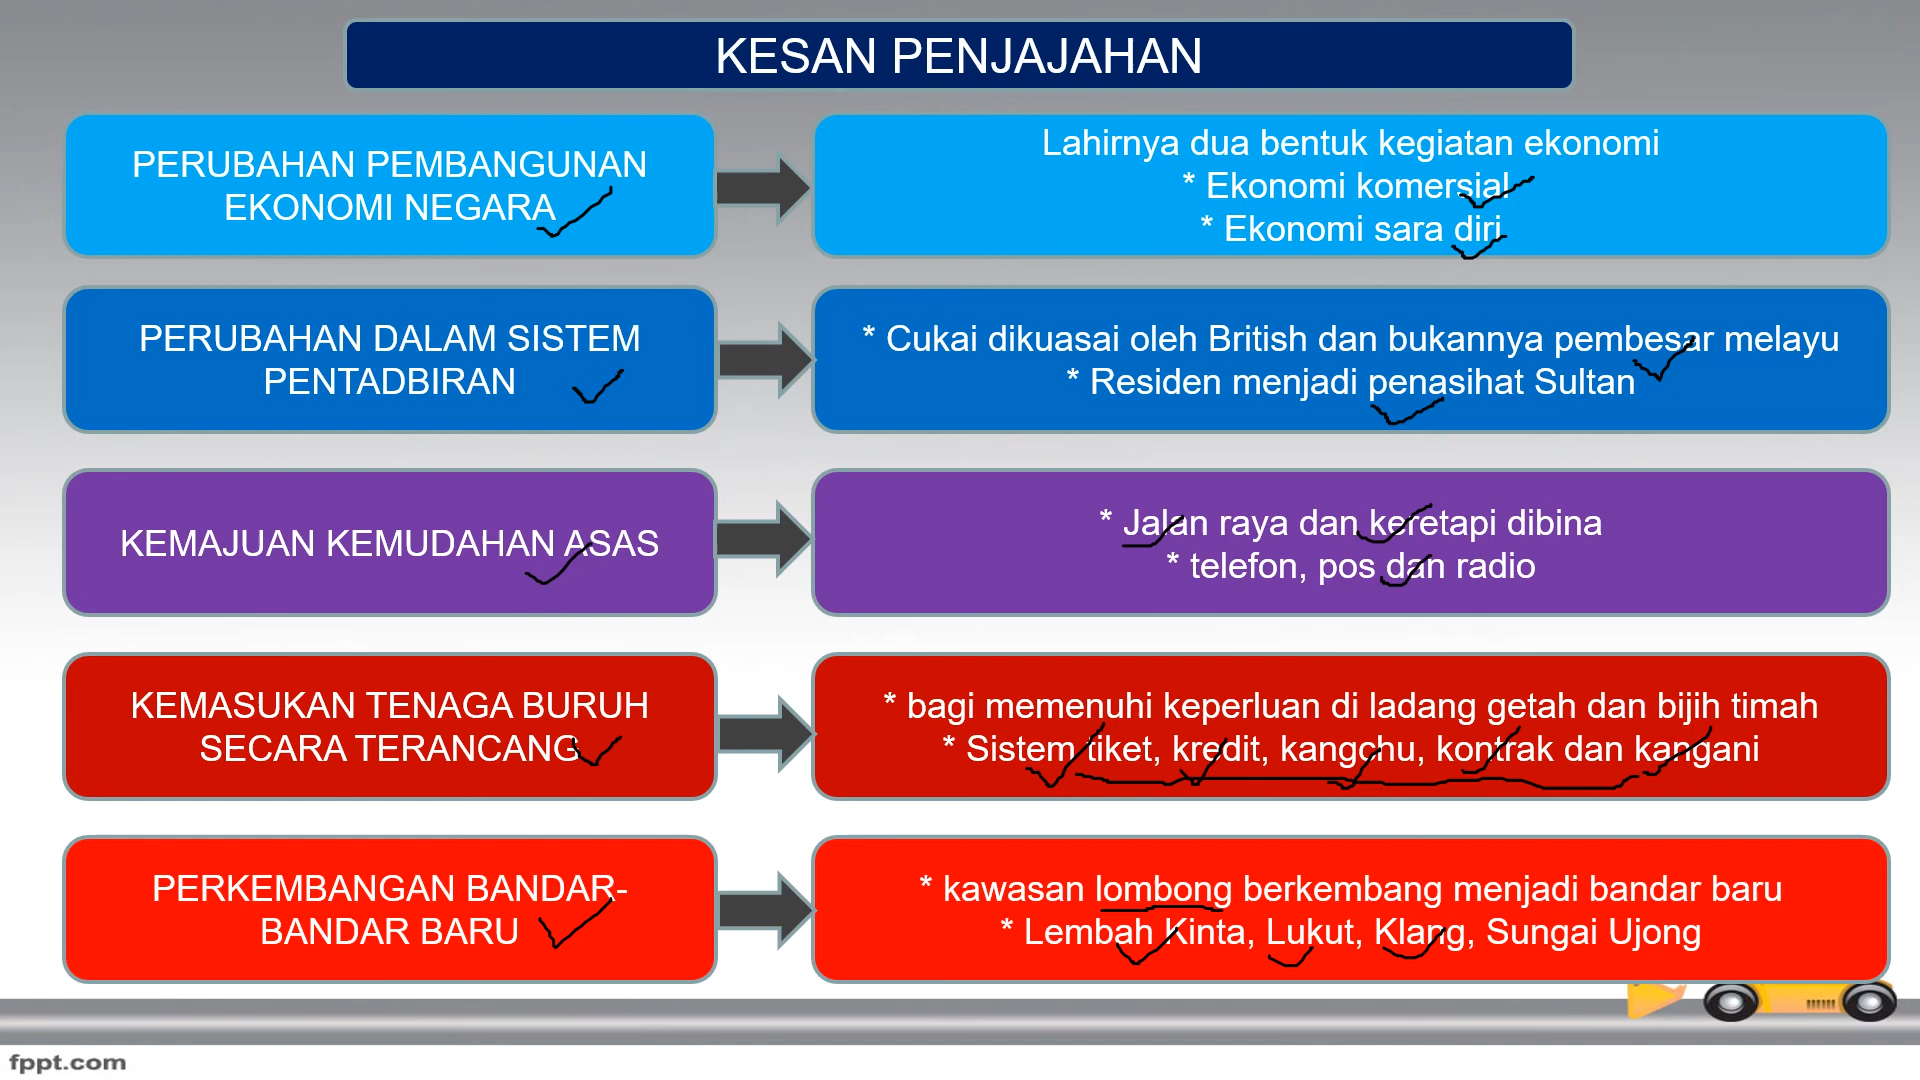 KESAN PENJAJAHAN
PERUBAHAN PEMBANGUNAN
EKONOMI NEGARA
Lahirnya dua bentuk kegiatan ekonomi
* Ekonomi komersial
* Ekonomi sara diri
PERUBAHAN DALAM SISTEM
PENTADBIRAN
* Cukai dikuasai oleh British dan bukannya pembesar melayu
* Residen menjadi penasihat Sultan
KEMAJUAN KEMUDAHAN ASAS
* Jalan raya dan keretapi dibina
* telefon, pos dan radio
KEMASUKAN TENAGA BURUH
SECARA TERANCANG
* bagi memenuhi keperluan di ladang getah dan bijih timah
* Sistem tiket, kredit, kangchu, kontrak dan kangani
PERKEMBANGAN BANDAR-
BANDAR BARU
* kawasan lombong berkembang menjadi bandar baru
* Lembah Kinta, Lukut, Klang, Sungai Ujong
fppt.com